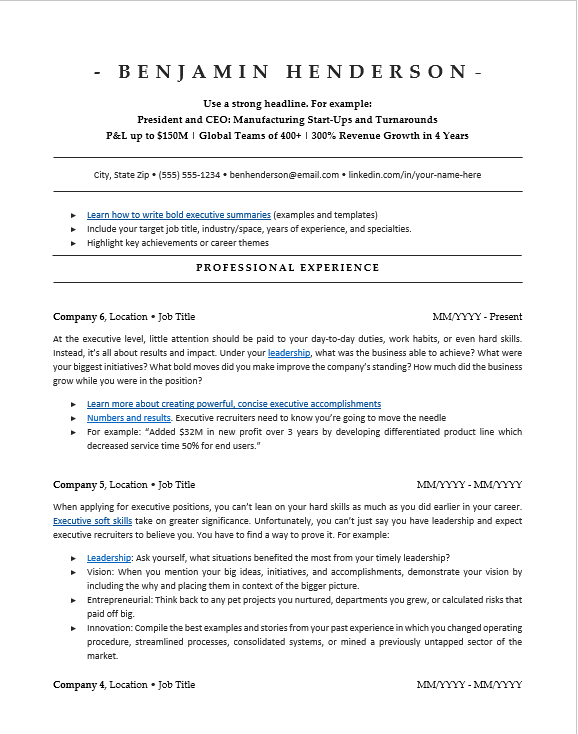 - BENJAMIN HENDERSON-
Use a strong headline. For example:
President and CEO: Manufacturing Start-Ups and Turnarounds
P&L up to $150M | Global Teams of 400+ | 300% Revenue Growth in 4 Years
City, State Zip • (555) 555-1234 • benhenderson@email.com • linkedin.com/in/your-name-here
► Learn how to write bold executive summaries (examples and templates)
► Include your target job title, industry/space, years of experience, and specialties.
► Highlight key achievements or career themes
PROFESSIONAL EXPERIENCE
Company 6, Location • Job Title MM/YYYY - Present
At the executive level, little attention should be paid to your day-to-day duties, work habits, or even hard skills.
Instead, it's all about results and impact. Under your leadership, what was the business able to achieve? What were
your biggest initiatives? What bold moves did you make improve the company's standing? How much did the business
grow while you were in the position?
► Learn more about creating powerful, concise executive accomplishments
► Numbers and results. Executive recruiters need to know you're going to move the needle
► For example: “Added $32M in new profit over 3 years by developing differentiated product line which
decreased service time 50% for end users.”
Company 5, Location • Job Title MM/YYYY - MM/YYYY
When applying for executive positions, you can't lean on your hard skills as much as you did earlier in your career.
Executive soft skills take on greater significance. Unfortunately, you can't just say you have leadership and expect
executive recruiters to believe you. You have to find a way to prove it. For example:
► Leadership: Ask yourself, what situations benefited the most from your timely leadership?
► Vision: When you mention your big ideas, initiatives, and accomplishments, demonstrate your vision by
including the why and placing them in context of the bigger picture.
► Entrepreneurial: Think back to any pet projects you nurtured, departments you grew, or calculated risks that
paid off big.
► Innovation: Compile the best examples and stories from your past experience in which you changed operating
procedure, streamlined processes, consolidated systems, or mined a previously untapped sector of the
market.
Company 4, Location • Job Title MM/YYYY - MM/YYYY